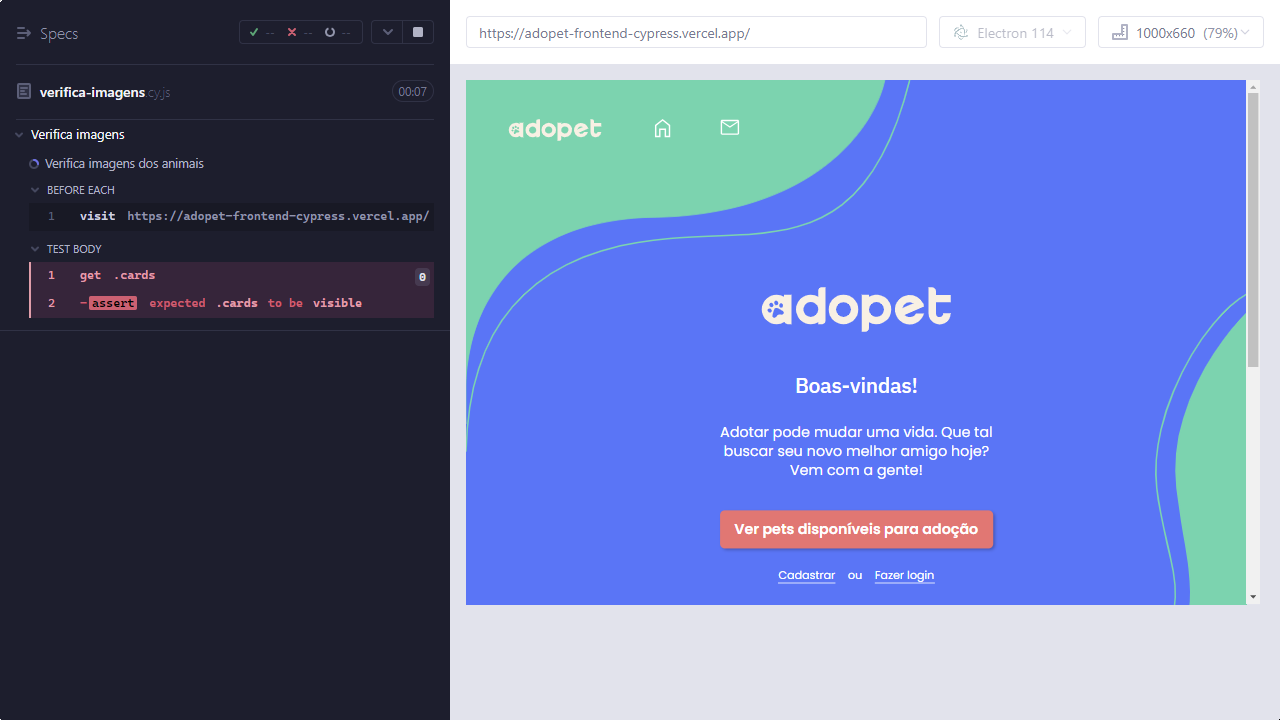 Specs
-- -- --
verifica-imagens.cy.js 00:07
Verifica imagens
Verifica imagens dos animais
BEFORE EACH
1 visit https://adopet-frontend-cypress.vercel.app/
TEST BODY
1 get .cards 0
2 -assert expected .cards to be visible
https://adopet-frontend-cypress.vercel.app/
Electron 114
1000x660 (79%)
adopet
adopet
Boas-vindas!
Adotar pode mudar uma vida. Que tal
buscar seu novo melhor amigo hoje?
Vem com a gente!
Ver pets disponíveis para adoção
Cadastrar ou Fazer login